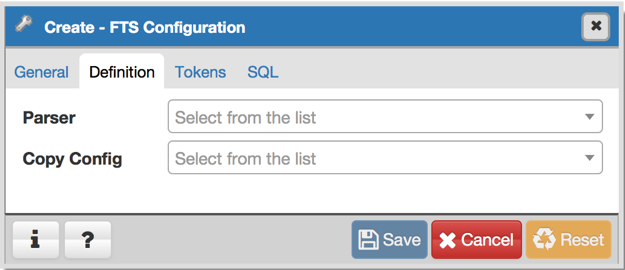 Create - FTS Configuration
General Definition Tokens SQL
Parser Select from the list
Copy Config Select from the list
i ? Save Cancel Reset